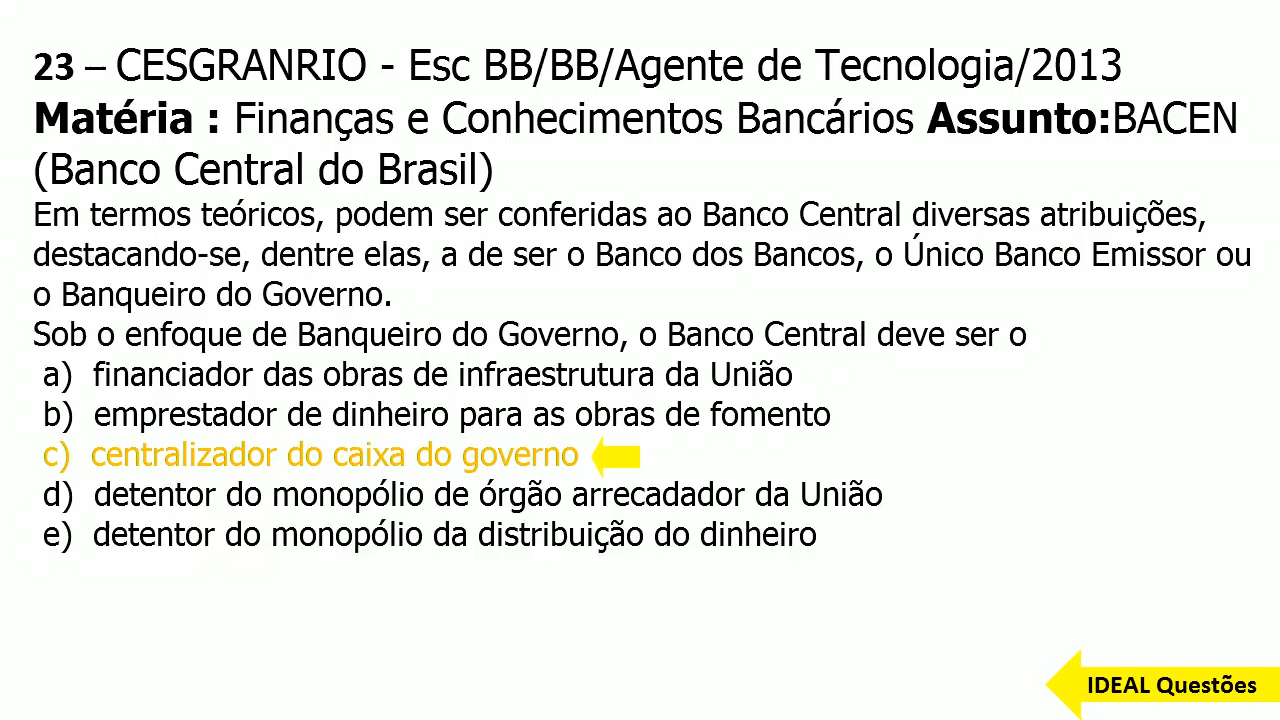 23 – CESGRANRIO - Esc BB/BB/Agente de Tecnologia/2013
Matéria : Finanças e Conhecimentos Bancários Assunto:BACEN
(Banco Central do Brasil)
Em termos teóricos, podem ser conferidas ao Banco Central diversas atribuições,
destacando-se, dentre elas, a de ser o Banco dos Bancos, o Único Banco Emissor ou
o Banqueiro do Governo.
Sob o enfoque de Banqueiro do Governo, o Banco Central deve ser o
a) financiador das obras de infraestrutura da União
b) emprestador de dinheiro para as obras de fomento
c) centralizador do caixa do governo
d) detentor do monopólio de órgão arrecadador da União
e) detentor do monopólio da distribuição do dinheiro
IDEAL Questões